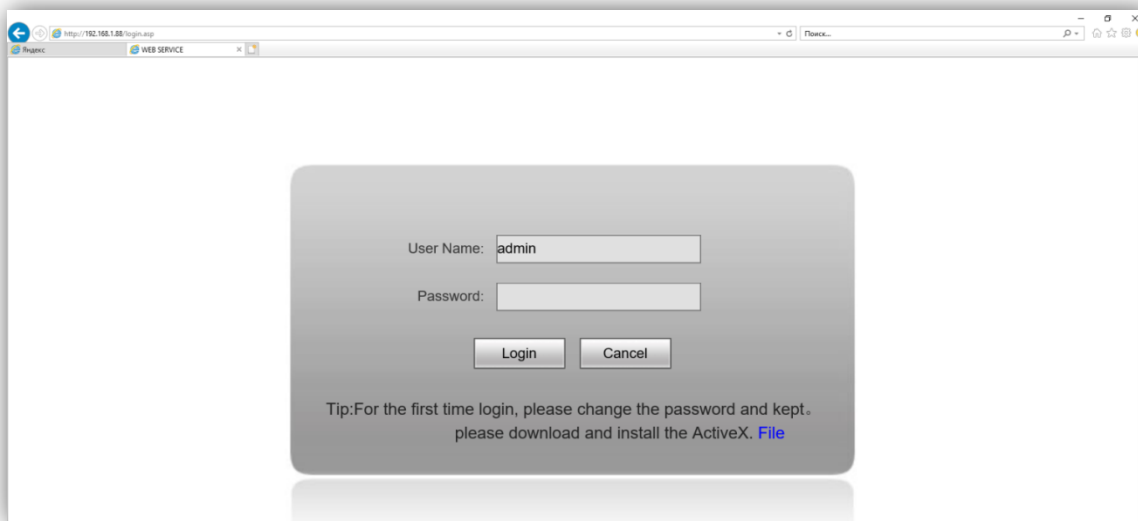 http://192.168.1.88/login.asp
Поиск...
Яндекс
WEB SERVICE
User Name: admin
Password:
Login Cancel
Tip:For the first time login, please change the password and kept。
please download and install the ActiveX. File